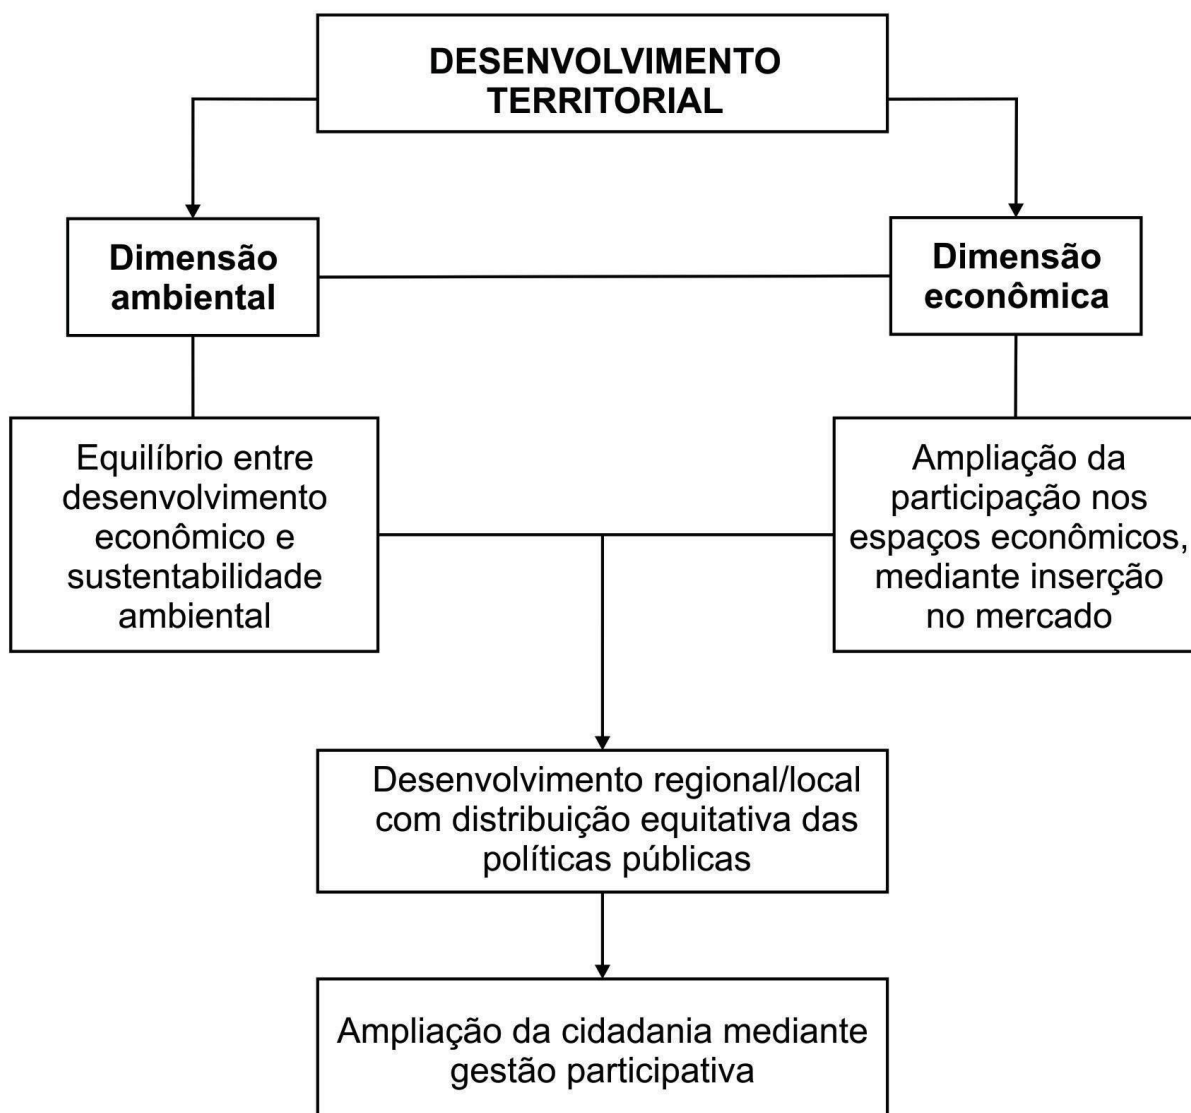 DESENVOLVIMENTO
TERRITORIAL
Dimensão
ambiental
Dimensão
econômica
Equilíbrio entre
desenvolvimento
econômico e
sustentabilidade
ambiental
Ampliação da
participação nos
espaços econômicos,
mediante inserção
no mercado
Desenvolvimento regional/local
com distribuição equitativa das
políticas públicas
Ampliação da cidadania mediante
gestão participativa